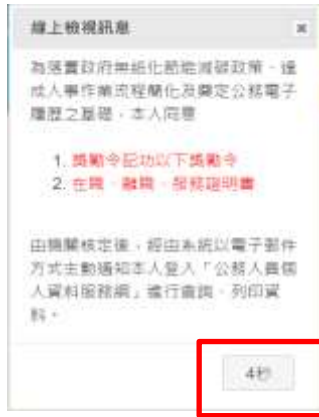 線上檢視訊息
為落實政府無紙化節能減碳政策，達
成人事作業流程簡化及奠定公務電子
履歷之基礎，本人同意
1. 獎勵令記功以下獎勵令
2. 在職、離職、服務證明書
由機關核定後，經由系統以電子郵件
方式主動通知本人登入「公務人員個
人資料服務網」進行查詢、列印資
料。
4秒